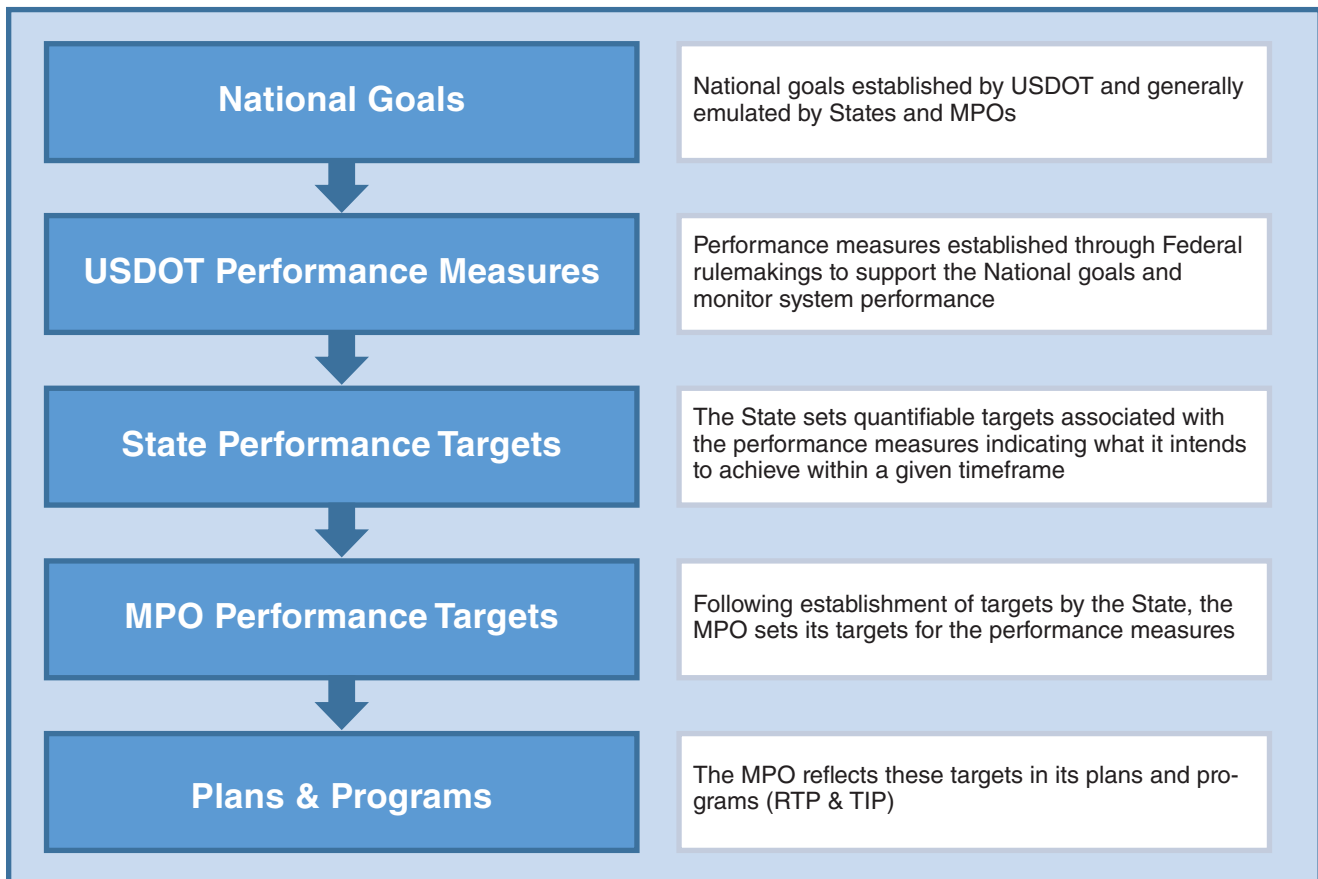 National Goals
National goals established by USDOT and generally
emulated by States and MPOs
USDOT Performance Measures
Performance measures established through Federal
rulemakings to support the National goals and
monitor system performance
State Performance Targets
The State sets quantifiable targets associated with
the performance measures indicating what it intends
to achieve within a given timeframe
MPO Performance Targets
Following establishment of targets by the State, the
MPO sets its targets for the performance measures
Plans & Programs
The MPO reflects these targets in its plans and pro-
grams (RTP & TIP)